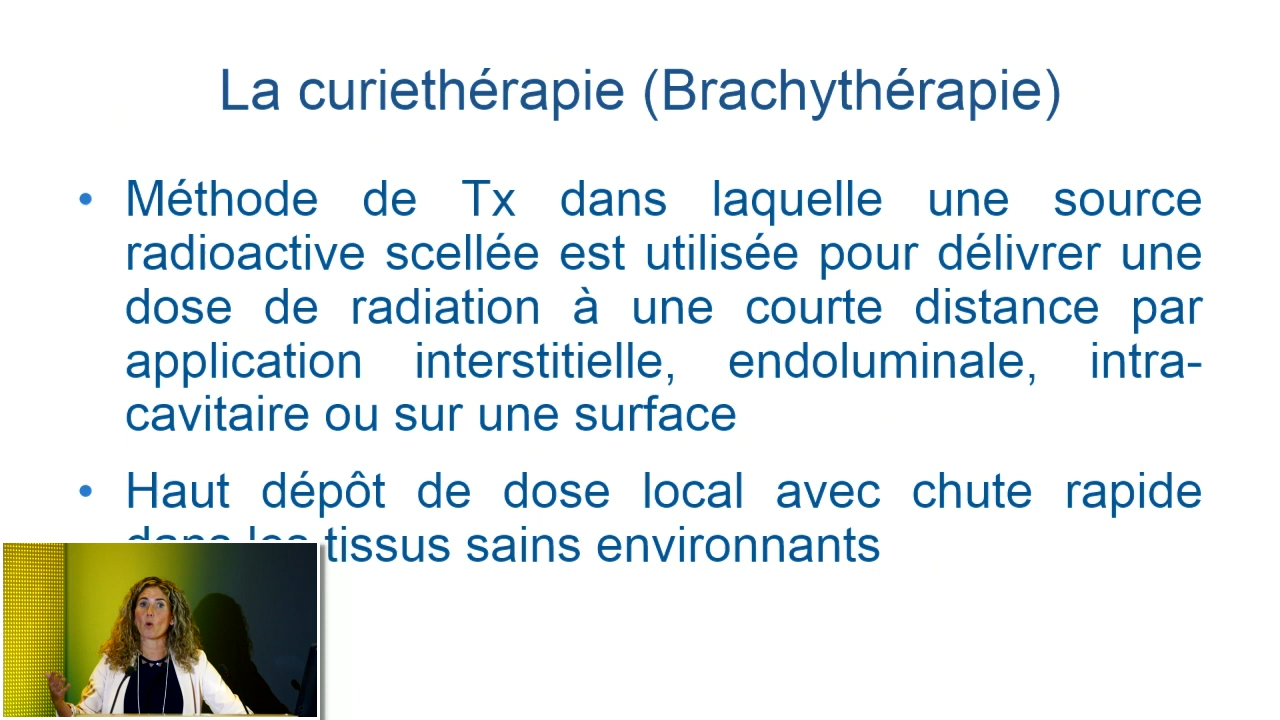 La curiethérapie (Brachythérapie)
• Méthode de Tx dans laquelle une source
radioactive scellée est utilisée pour délivrer une
dose de radiation à une courte distance par
application interstitielle, endoluminale, intra-
cavitaire ou sur une surface
• Haut dépôt de dose local avec chute rapide
dans les tissus sains environnants